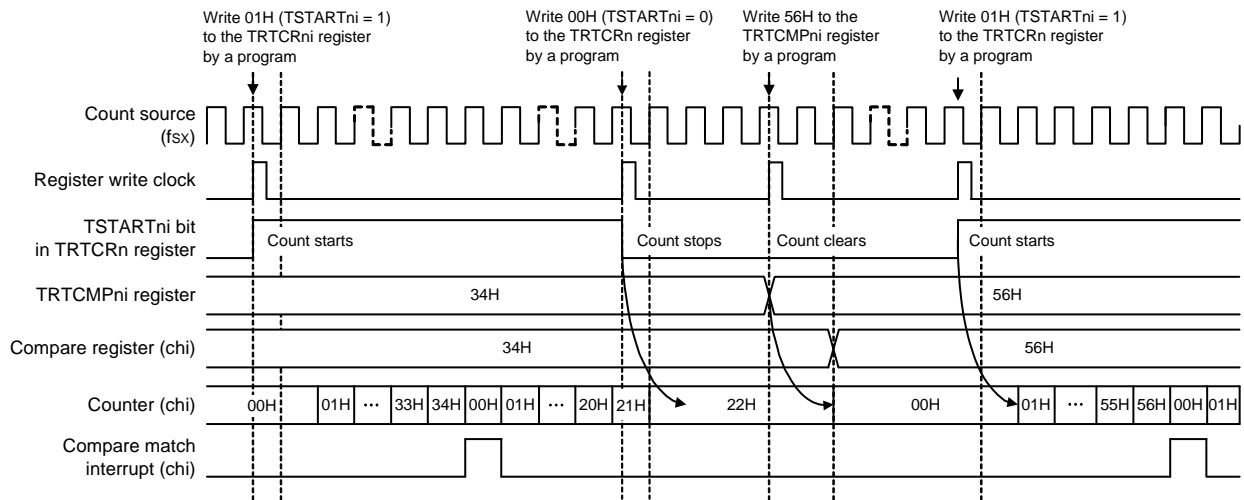 Write 01H (TSTARTni = 1)
to the TRTCRni register
by a program
Write 00H (TSTARTni = 0)
to the TRTCRn register
by a program
Write 56H to the
TRTCMPni register
by a program
Write 01H (TSTARTni = 1)
to the TRTCRn register
by a program
Count source
(fSX)
Register write clock
TSTARTni bit
in TRTCRn register
Count starts
Count stops
Count clears
Count starts
TRTCMPni register
34H
56H
Compare register (chi)
34H
56H
Counter (chi)
00H
01H
...
33H
34H
00H
01H
...
20H
21H
22H
00H
01H
...
55H
56H
00H
01H
Compare match
interrupt (chi)